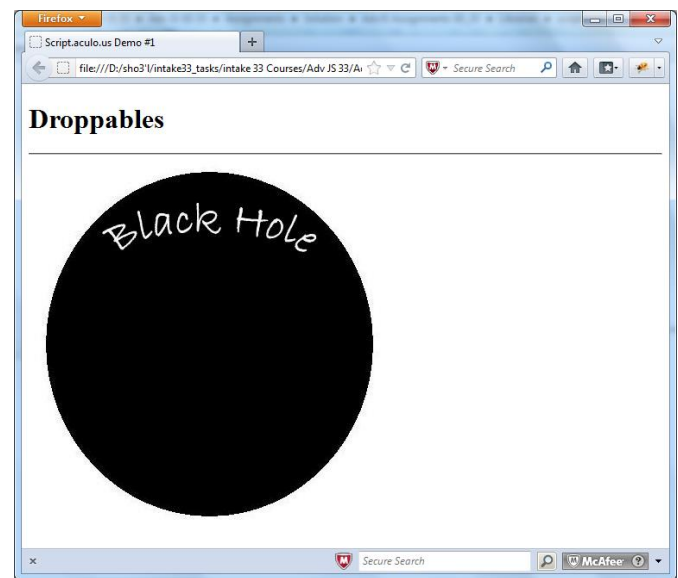 Firefox
Script.aculo.us Demo #1
file:///D:/sho3'l/intake33_tasks/intake 33 Courses/Adv JS 33/A
Secure Search
Droppables
Black Hole
Secure Search
McAfee